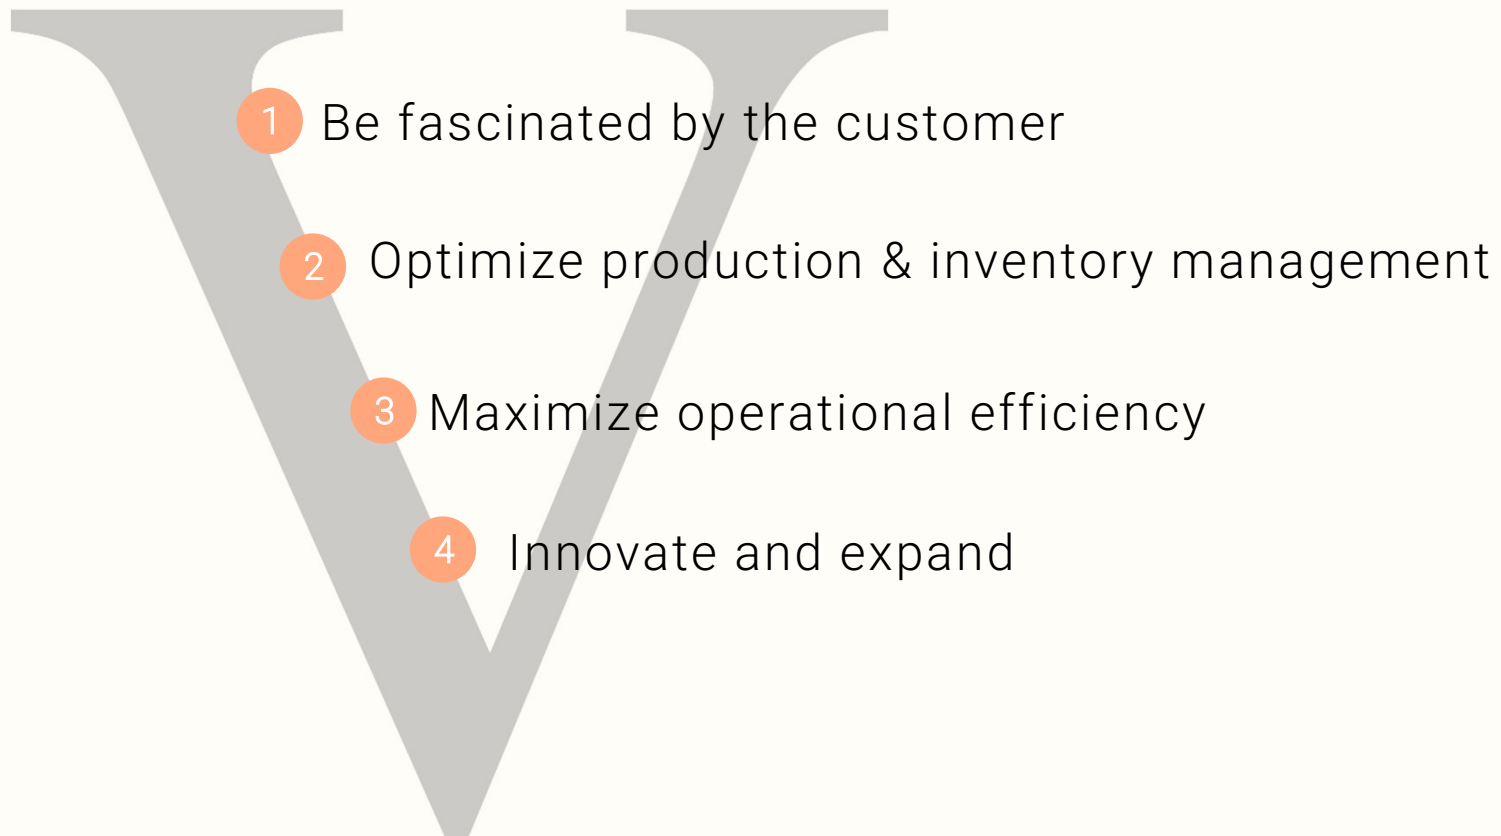 V
1 Be fascinated by the customer
2 Optimize production & inventory management
3 Maximize operational efficiency
4 Innovate and expand